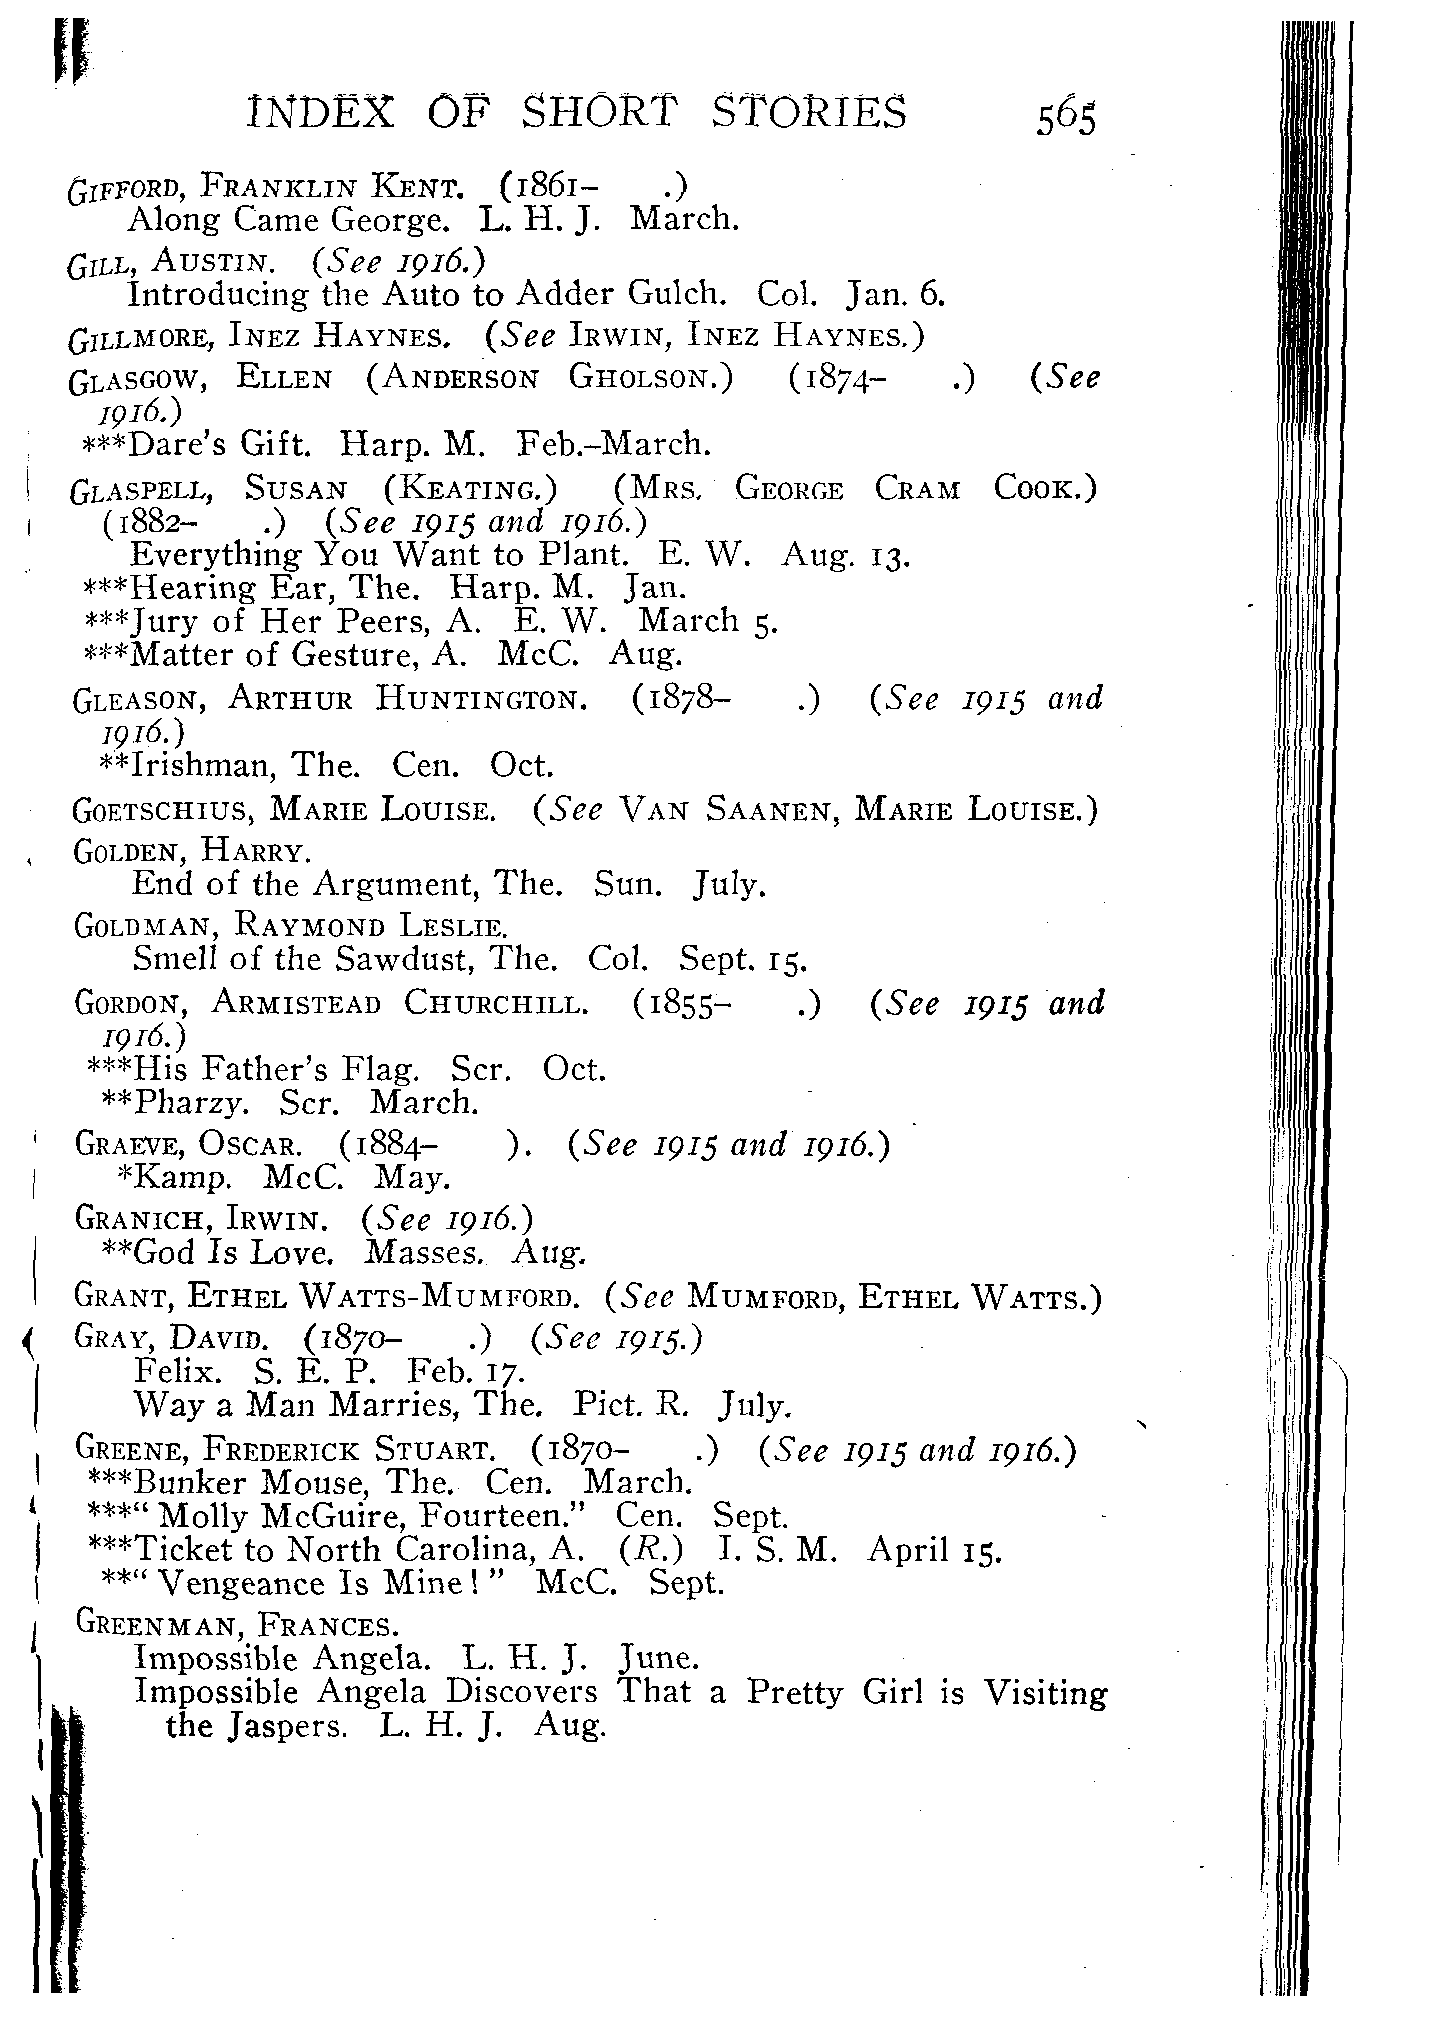 INDEX OF SHORT STORIES 565
GIFFORD, FRANKLIN KENT. (1861– .)
Along Came George. L. H. J. March.
GILL, AUSTIN. (See 1916.)
Introducing the Auto to Adder Gulch. Col. Jan. 6.
GILLMORE, INEZ HAYNES. (See IRWIN, INEZ HAYNES.)
GLASGOW, ELLEN (ANDERSON GHOLSON.) (1874– .) (See
1916.)
***Dare's Gift. Harp. M. Feb.–March.
GLASPELL, SUSAN (KEATING.) (MRS. GEORGE CRAM COOK.)
(1882– .) (See 1915 and 1916.)
Everything You Want to Plant. E. W. Aug. 13.
***Hearing Ear, The. Harp. M. Jan.
***Jury of Her Peers, A. E. W. March 5.
***Matter of Gesture, A. McC. Aug.
GLEASON, ARTHUR HUNTINGTON. (1878– .) (See 1915 and
1916.)
**Irishman, The. Cen. Oct.
GOETSCHIUS, MARIE LOUISE. (See VAN SAANEN, MARIE LOUISE.)
GOLDEN, HARRY.
End of the Argument, The. Sun. July.
GOLDMAN, RAYMOND LESLIE.
Smell of the Sawdust, The. Col. Sept. 15.
GORDON, ARMISTEAD CHURCHILL. (1855– .) (See 1915 and
1916.)
***His Father's Flag. Scr. Oct.
**Pharzy. Scr. March.
GRAEVE, OSCAR. (1884– ). (See 1915 and 1916.)
*Kamp. McC. May.
GRANICH, IRWIN. (See 1916.)
**God Is Love. Masses. Aug.
GRANT, ETHEL WATTS-MUMFORD. (See MUMFORD, ETHEL WATTS.)
GRAY, DAVID. (1870– .) (See 1915.)
Felix. S. E. P. Feb. 17.
Way a Man Marries, The. Pict. R. July.
GREENE, FREDERICK STUART. (1870– .) (See 1915 and 1916.)
***Bunker Mouse, The. Cen. March.
***“ Molly McGuire, Fourteen.” Cen. Sept.
***Ticket to North Carolina, A. (R.) I. S. M. April 15.
**“ Vengeance Is Mine! ” McC. Sept.
GREENMAN, FRANCES.
Impossible Angela. L. H. J. June.
Impossible Angela Discovers That a Pretty Girl is Visiting
the Jaspers. L. H. J. Aug.